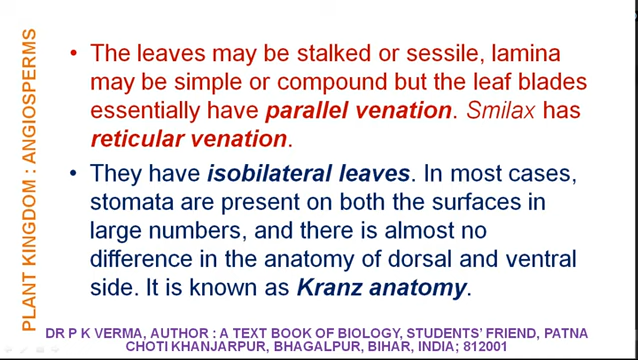 PLANT KINGDOM : ANGIOSPERMS
• The leaves may be stalked or sessile, lamina
may be simple or compound but the leaf blades
essentially have parallel venation. Smilax has
reticular venation.
• They have isobilateral leaves. In most cases,
stomata are present on both the surfaces in
large numbers, and there is almost no
difference in the anatomy of dorsal and ventral
side. It is known as Kranz anatomy.
DR P K VERMA, AUTHOR : A TEXT BOOK OF BIOLOGY, STUDENTS' FRIEND, PATNA
CHOTI KHANJARPUR, BHAGALPUR, BIHAR, INDIA; 812001